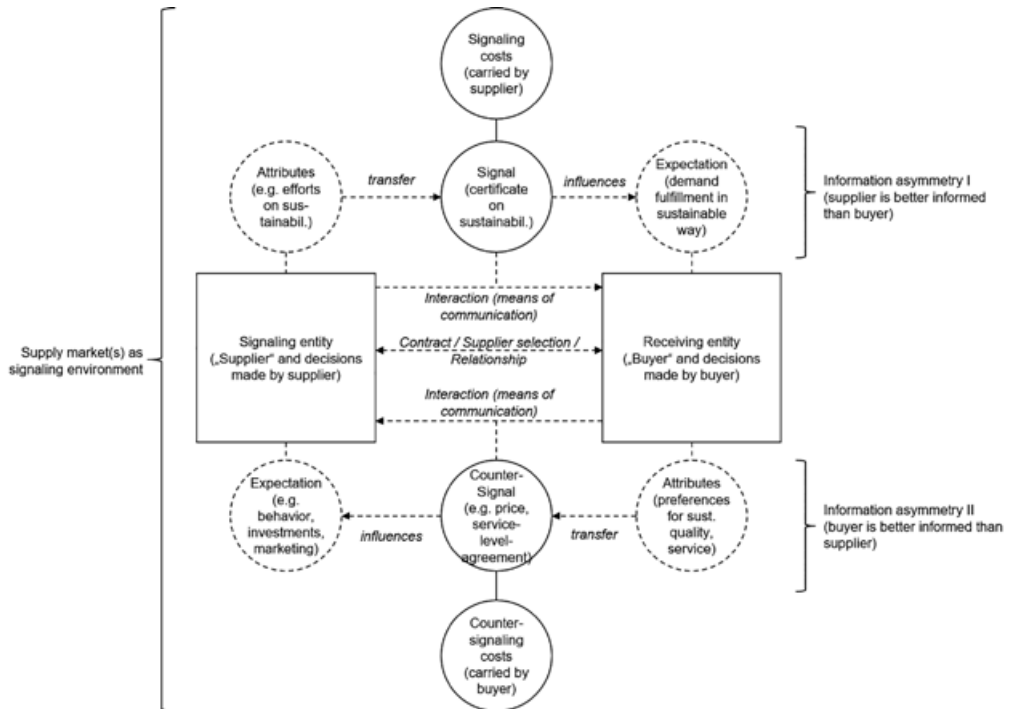 Signaling
costs
(carried by
supplier)
Attributes
(e.g. efforts
on sus-
tainabil.)
transfer
Signal
(certificate
on
sustainabil.)
influences
Expectation
(demand
fulfillment in
sustainable
way)
Information asymmetry I
(supplier is better informed
than buyer)
Supply market(s) as
signaling environment
Signaling entity
(„Supplier“ and decisions
made by supplier)
Interaction (means of
communication)
Contract / Supplier selection /
Relationship
Interaction (means of
communication)
Receiving entity
(„Buyer“ and decisions
made by buyer)
Expectation
(e.g.
behavior,
investments,
marketing)
influences
Counter-
Signal
(e.g. price,
service-
level-
agreement)
transfer
Attributes
(preferences
for sust.
quality,
service)
Information asymmetry II
(buyer is better informed than
supplier)
Counter-
signaling
costs
(carried by
buyer)